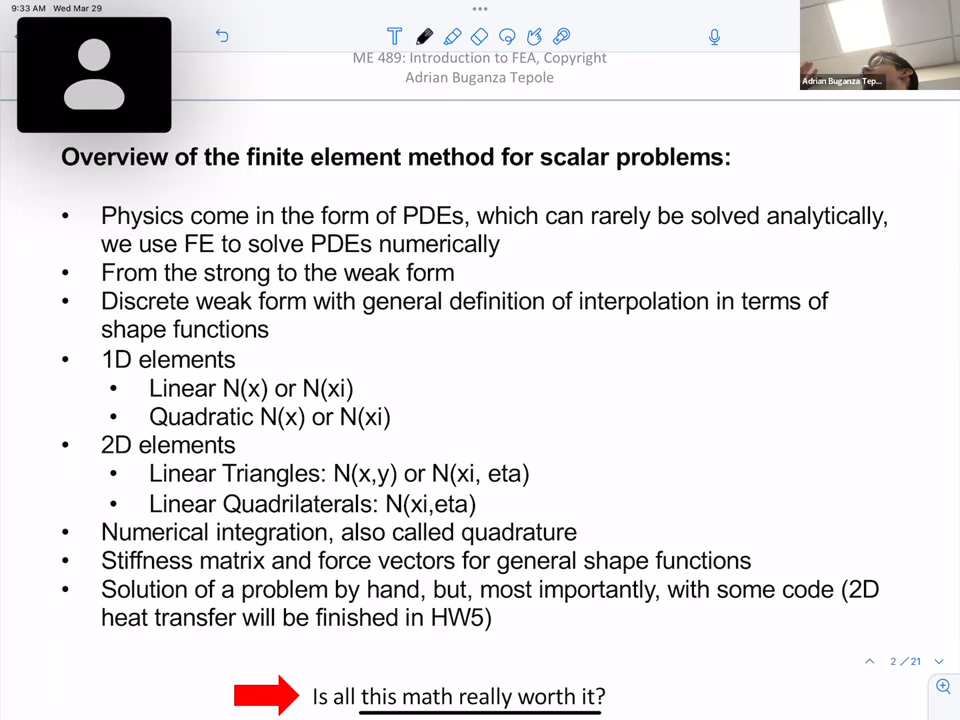 9:33 AM Wed Mar 29
ME 489: Introduction to FEA, Copyright
Adrian Buganza Tepole
Adrian Buganza Tep...
Overview of the finite element method for scalar problems:
• Physics come in the form of PDEs, which can rarely be solved analytically,
we use FE to solve PDEs numerically
• From the strong to the weak form
• Discrete weak form with general definition of interpolation in terms of
shape functions
• 1D elements
• Linear N(x) or N(xi)
• Quadratic N(x) or N(xi)
• 2D elements
• Linear Triangles: N(x,y) or N(xi, eta)
• Linear Quadrilaterals: N(xi,eta)
• Numerical integration, also called quadrature
• Stiffness matrix and force vectors for general shape functions
• Solution of a problem by hand, but, most importantly, with some code (2D
heat transfer will be finished in HW5)
2 / 21
Is all this math really worth it?